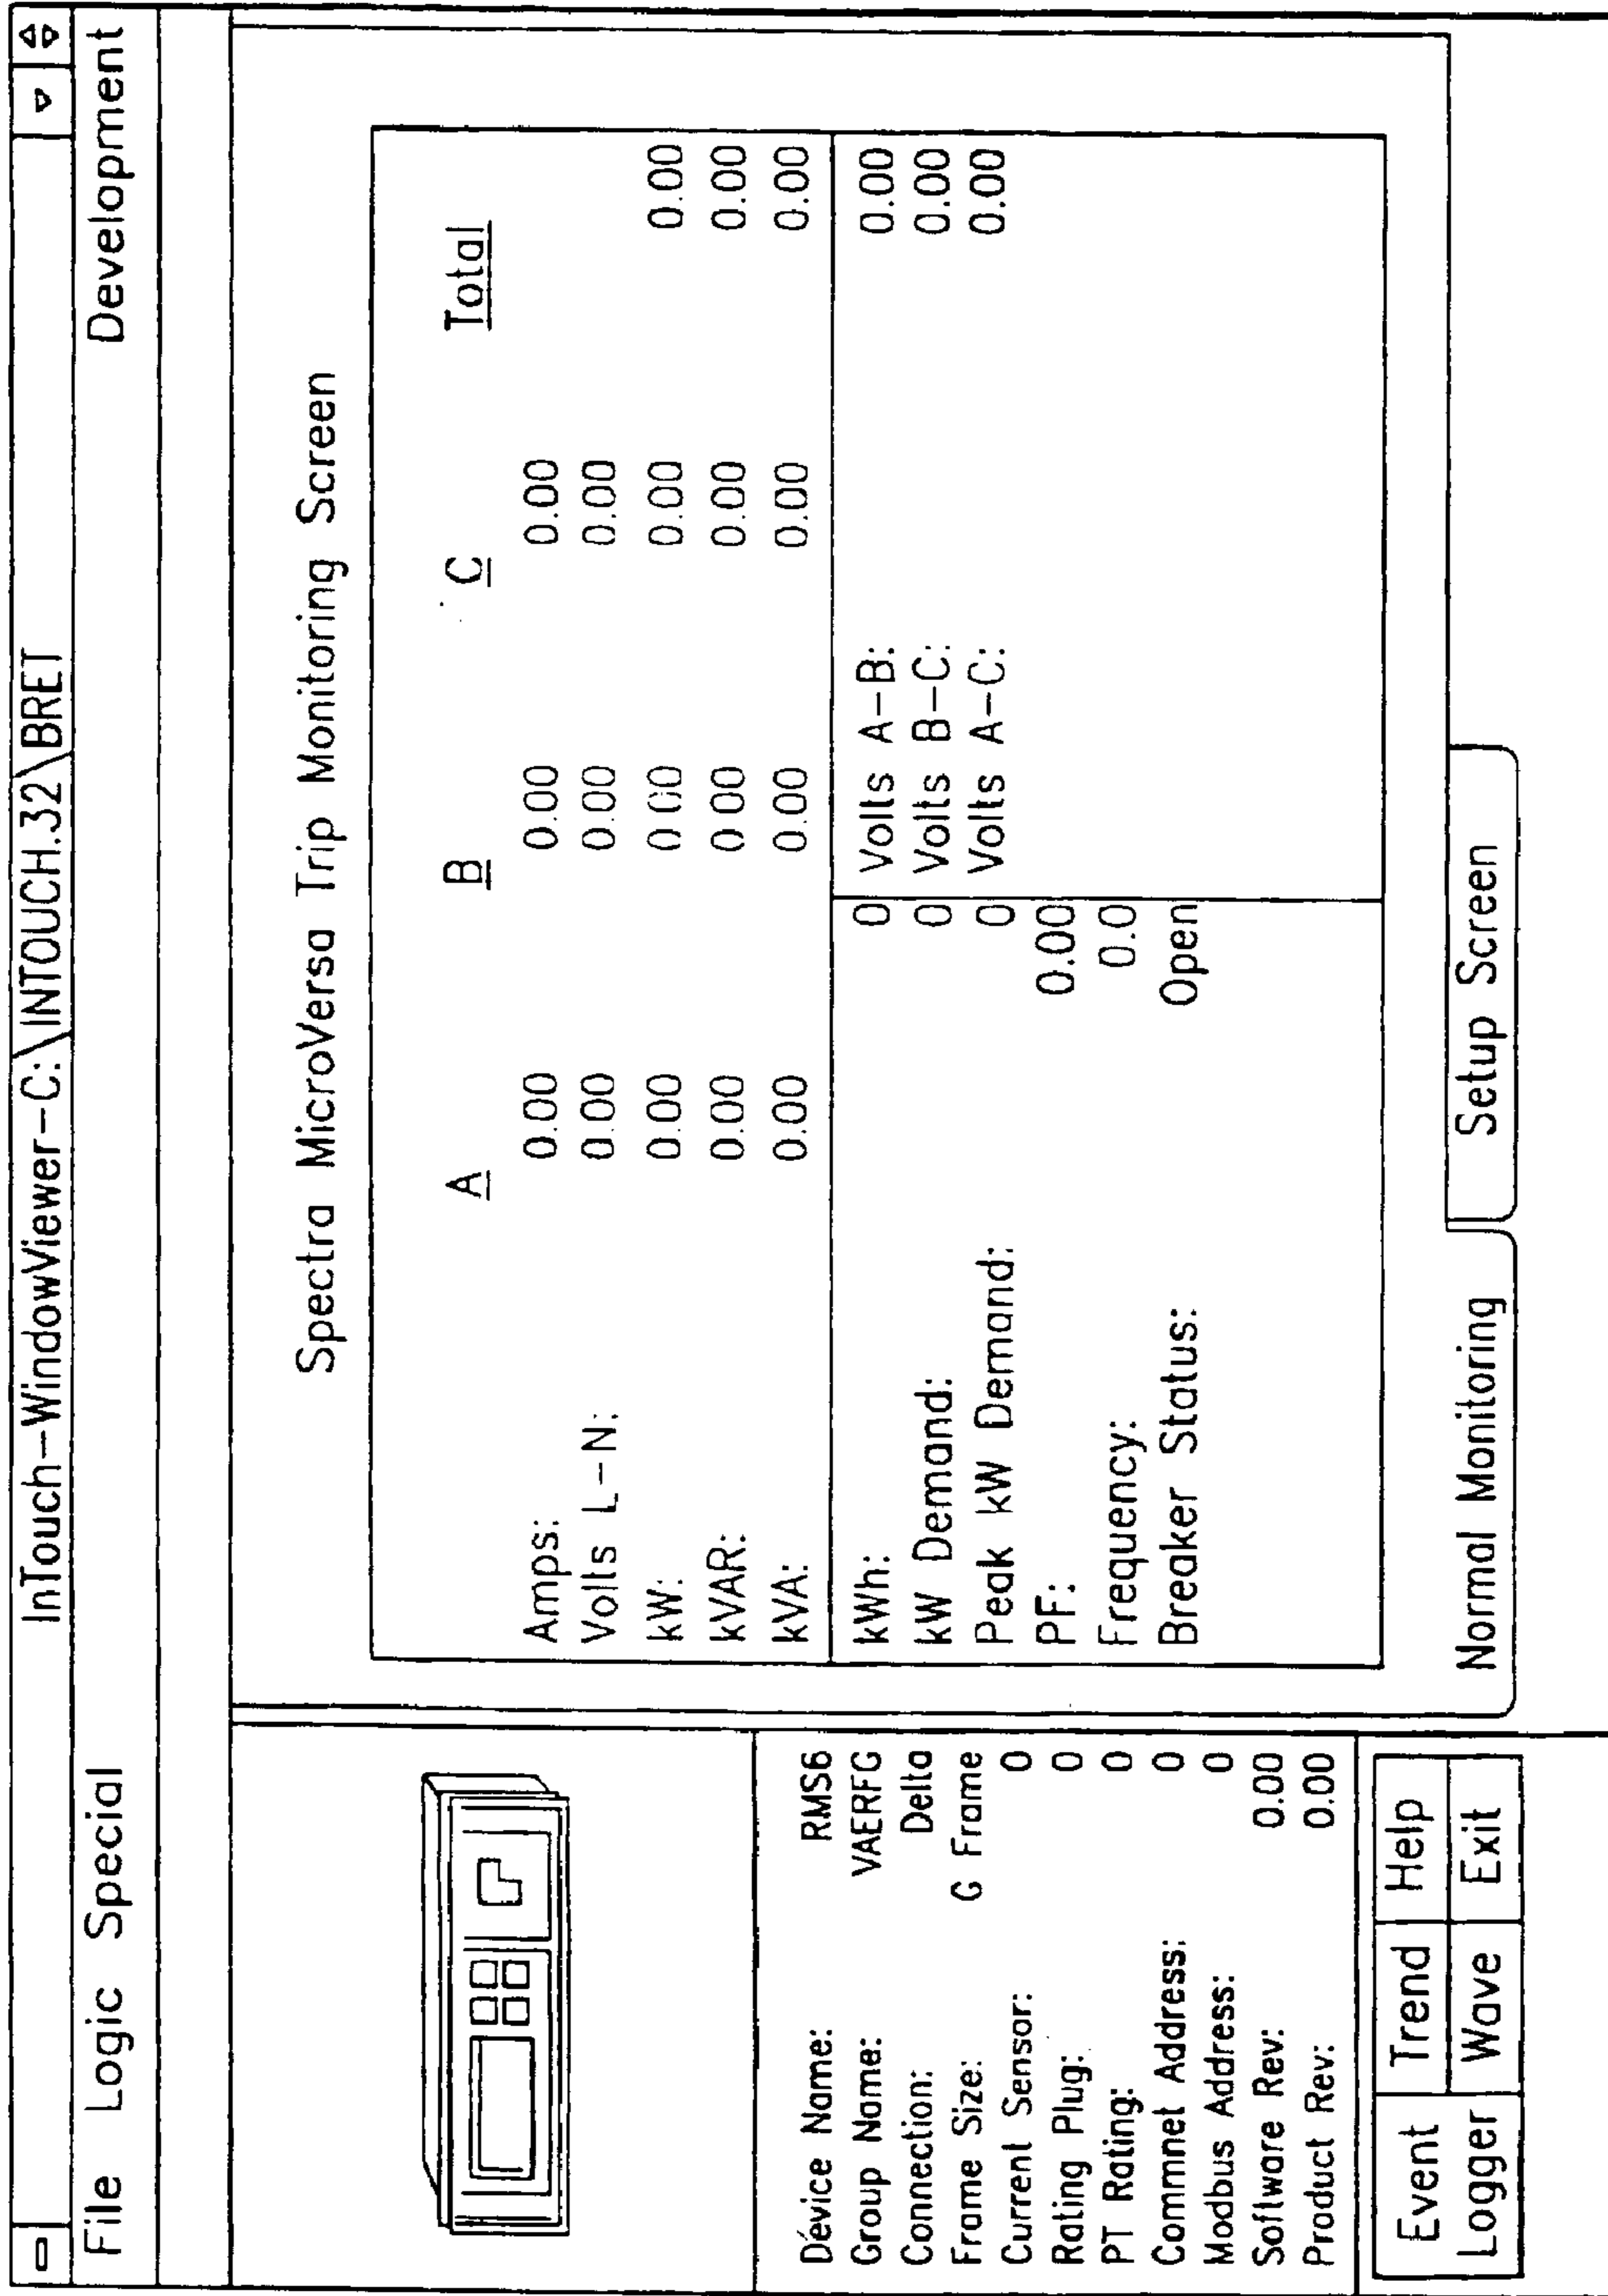 InTouch-WindowViewer-C:\INTOUCH.32\BRET
File Logic Special Development
Spectra MicroVersa Trip Monitoring Screen
A B C Total
Amps: 0.00 0.00 0.00
Volts L-N: 0.00 0.00 0.00
kW: 0.00 0.00 0.00 0.00
kVAR: 0.00 0.00 0.00 0.00
kVA: 0.00 0.00 0.00 0.00
kWh: 0 Volts A-B: 0.00
kW Demand: 0 Volts B-C: 0.00
Peak kW Demand: 0 Volts A-C: 0.00
PF: 0.00
Frequency: 0.0
Breaker Status: Open
Normal Monitoring Setup Screen
Device Name: RMS6
Group Name: VAERFG
Connection: Delta
Frame Size: G Frame
Current Sensor: 0
Rating Plug: 0
PT Rating: 0
Commnet Address: 0
Modbus Address: 0
Software Rev: 0.00
Product Rev: 0.00
Event Logger Trend Help
Wave Exit